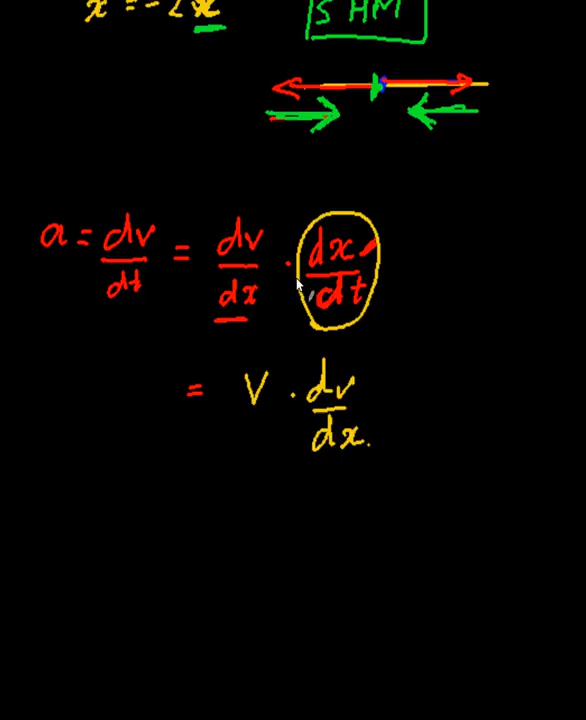 SHM
a = dv/dt = dv/dx · dx/dt
= v · dv/dx.